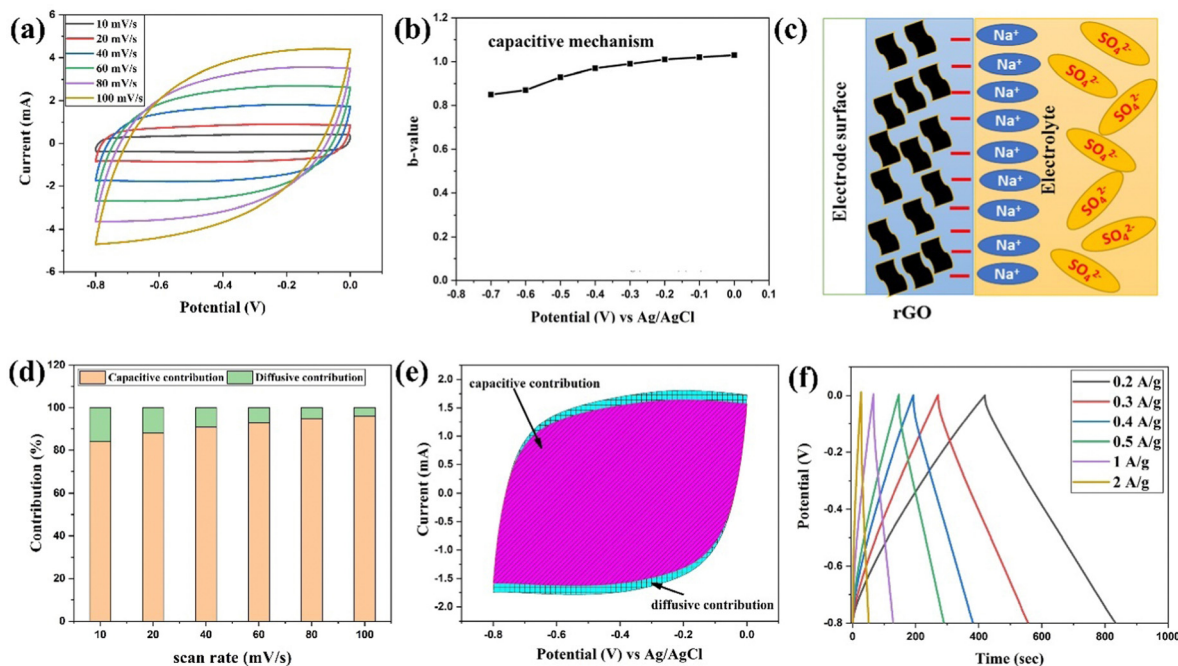 (a)
10 mV/s
20 mV/s
40 mV/s
60 mV/s
80 mV/s
100 mV/s
6
4
2
0
-2
-4
-6
Current (mA)
-0.8
-0.6
-0.4
-0.2
0.0
Potential (V)
(b)
capacitive mechanism
1.2
1.0
0.8
0.6
0.4
0.2
0.0
b-value
-0.8 -0.7 -0.6 -0.5 -0.4 -0.3 -0.2 -0.1 0.0 0.1
Potential (V) vs Ag/AgCl
(c)
Electrode surface
rGO
Na+
Na+
Na+
Na+
Na+
Na+
Na+
Na+
Na+
Electrolyte
SO₄²⁻
SO₄²⁻
SO₄²⁻
SO₄²⁻
SO₄²⁻
SO₄²⁻
SO₄²⁻
(d)
Capacitive contribution
Diffusive contribution
120
100
80
60
40
20
0
Contribution (%)
10 20 40 60 80 100
scan rate (mV/s)
(e)
capacitive contribution
diffusive contribution
2.0
1.5
1.0
0.5
0.0
-0.5
-1.0
-1.5
-2.0
Current (mA)
-0.8 -0.6 -0.4 -0.2 0.0
Potential (V) vs Ag/AgCl
(f)
0.2 A/g
0.3 A/g
0.4 A/g
0.5 A/g
1 A/g
2 A/g
0.0
-0.2
-0.4
-0.6
-0.8
Potential (V)
0 200 400 600 800 1000
Time (sec)